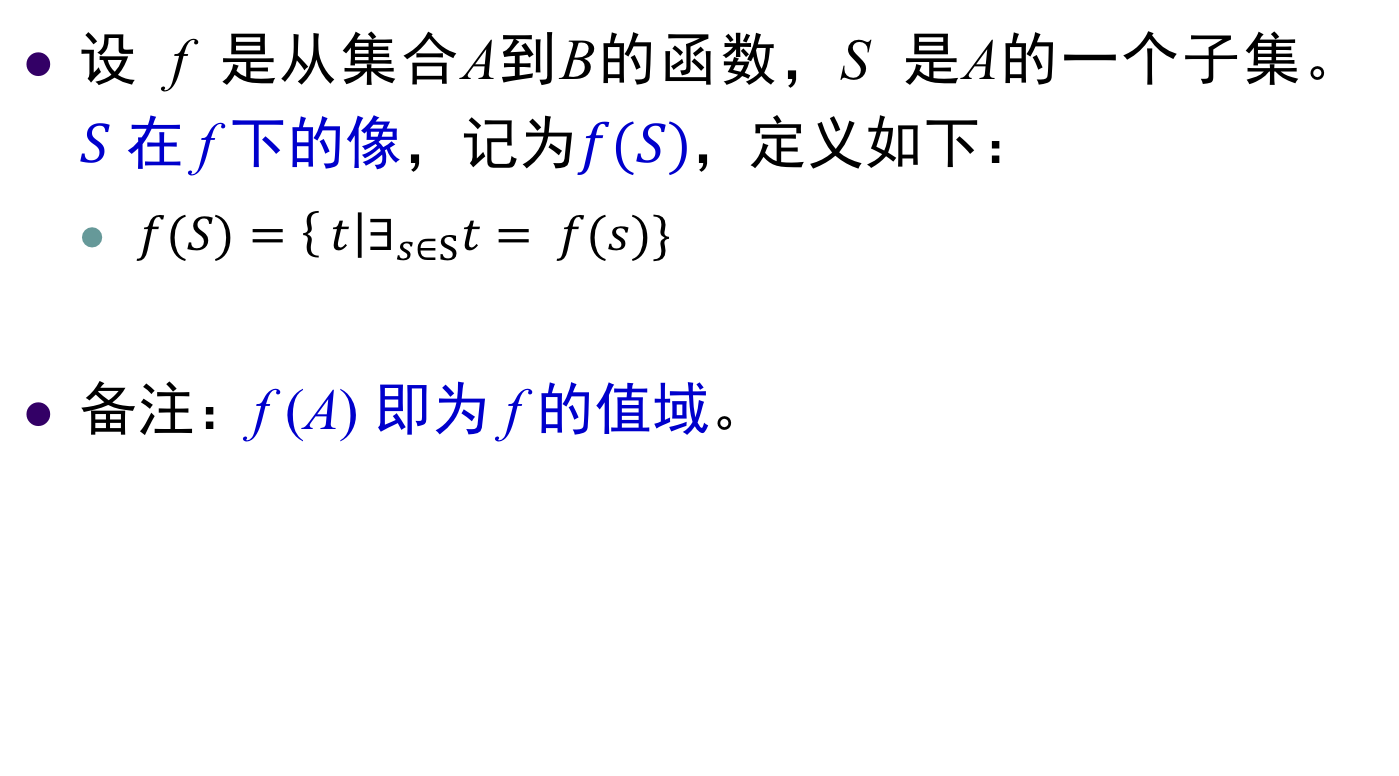 ● 设 f 是从集合A到B的函数，S 是A的一个子集。
S 在 f 下的像，记为f(S)，定义如下：
● f(S) = { t|∃s∈S t = f(s)}
● 备注：f (A) 即为 f 的值域。